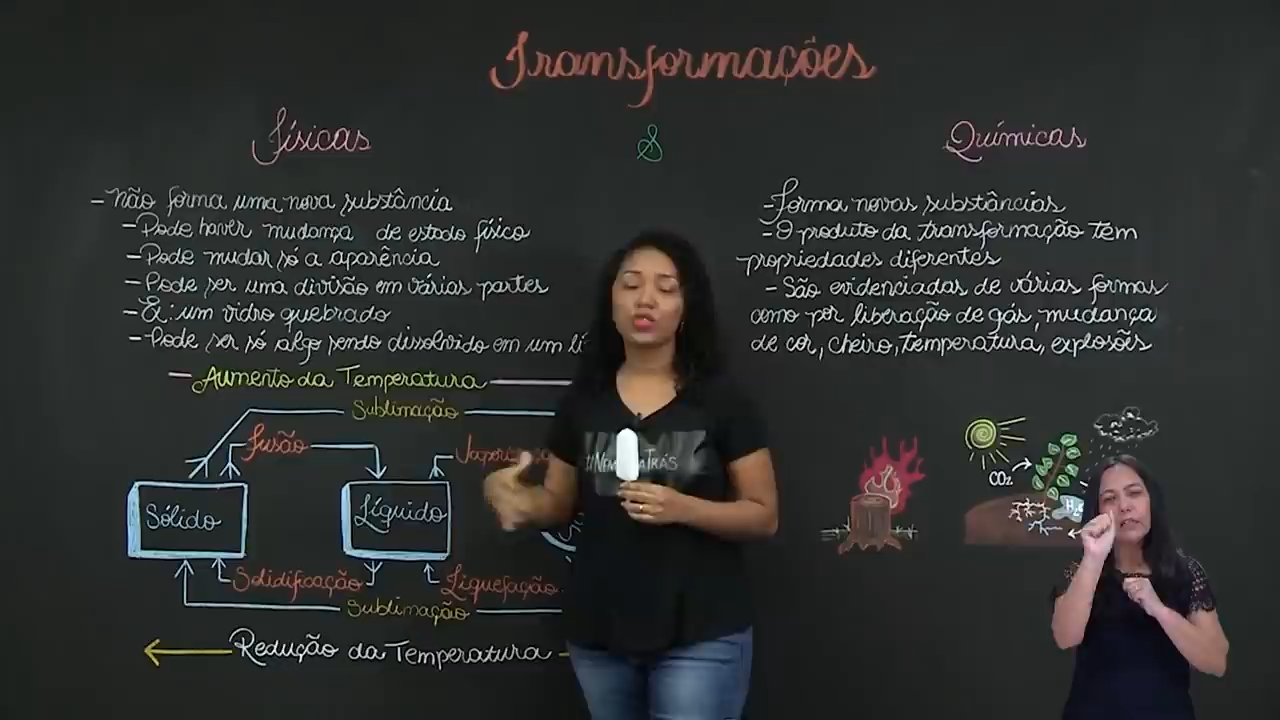 Transformações
Físicas
&
Químicas
- Não forma uma nova substância
- Pode haver mudança de estado físico
- Pode mudar só a aparência
- Pode ser uma divisão em várias partes
- Ex: um vidro quebrado
- Pode ser só algo sendo dissolvido em um
Aumento da Temperatura
Sublimação
Fusão
Sólido
Líquido
Solidificação
Liquefação
Sublimação
Redução da Temperatura
- Forma novas substâncias
- O produto da transformação tem
propriedades diferentes
- São evidenciadas de várias formas
como por liberação de gás, mudança
de cor, cheiro, temperatura, explosões
CO₂